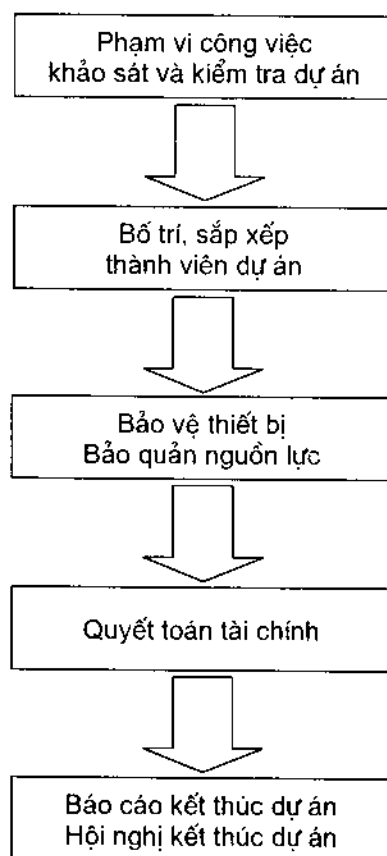 Phạm vi công việc
khảo sát và kiểm tra dự án
Bố trí, sắp xếp
thành viên dự án
Bảo vệ thiết bị
Bảo quản nguồn lực
Quyết toán tài chính
Báo cáo kết thúc dự án
Hội nghị kết thúc dự án